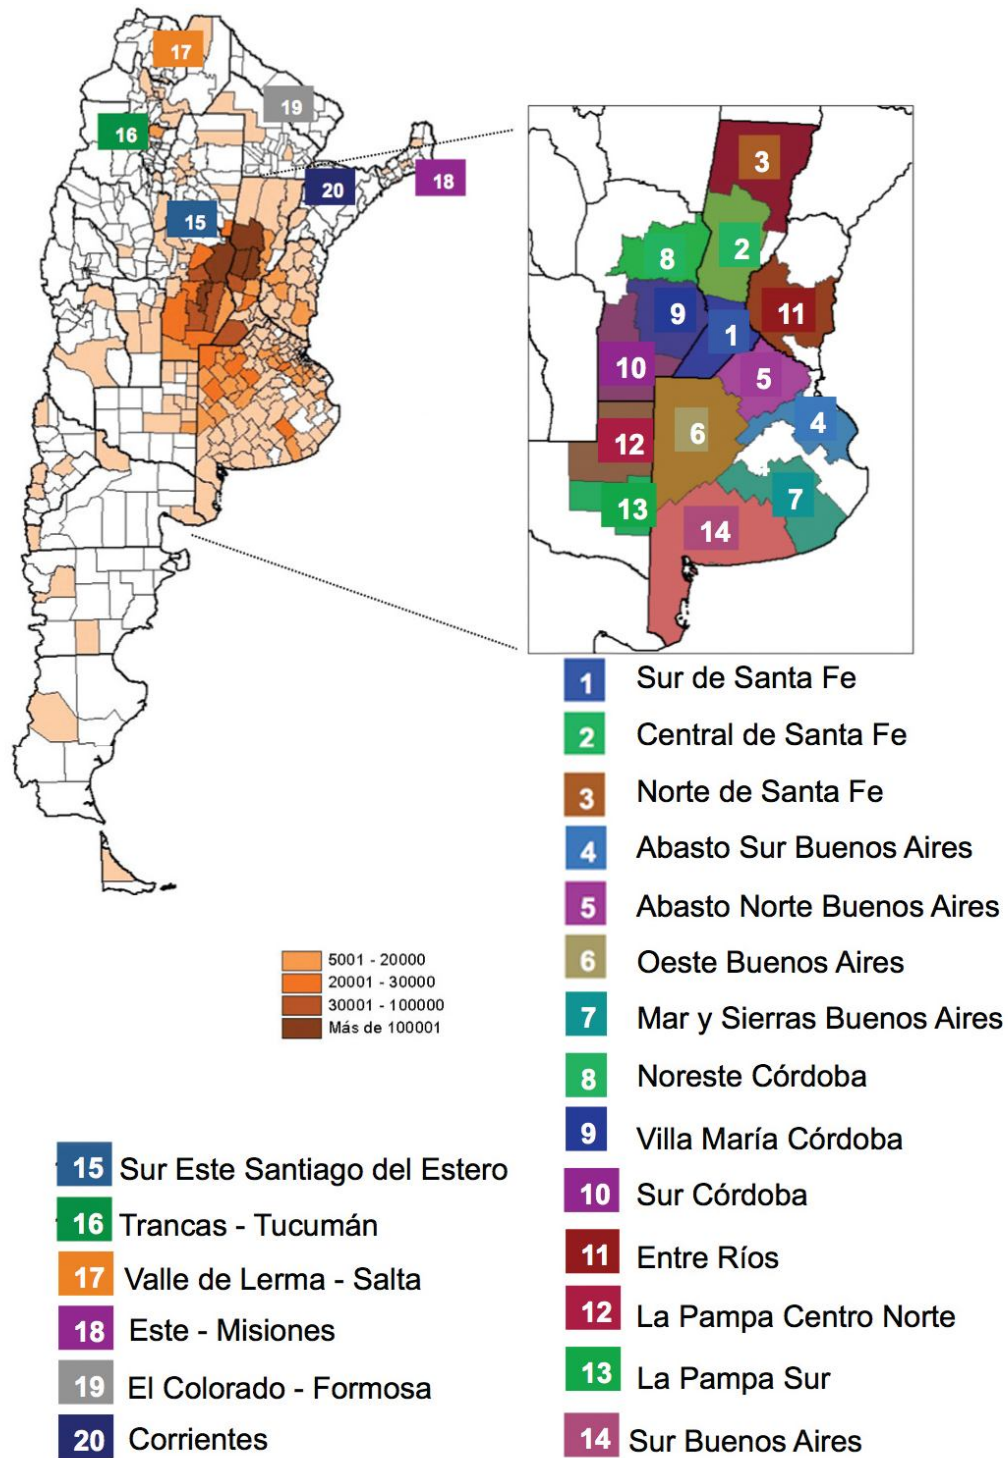 17
19
16
18
20
15
3
2
8
9
11
1
10
5
4
6
12
4
7
13
14
1 Sur de Santa Fe
2 Central de Santa Fe
3 Norte de Santa Fe
4 Abasto Sur Buenos Aires
5 Abasto Norte Buenos Aires
6 Oeste Buenos Aires
7 Mar y Sierras Buenos Aires
8 Noreste Córdoba
9 Villa María Córdoba
10 Sur Córdoba
11 Entre Ríos
12 La Pampa Centro Norte
13 La Pampa Sur
14 Sur Buenos Aires
5001 - 20000
20001 - 30000
30001 - 100000
Más de 100001
15 Sur Este Santiago del Estero
16 Trancas - Tucumán
17 Valle de Lerma - Salta
18 Este - Misiones
19 El Colorado - Formosa
20 Corrientes